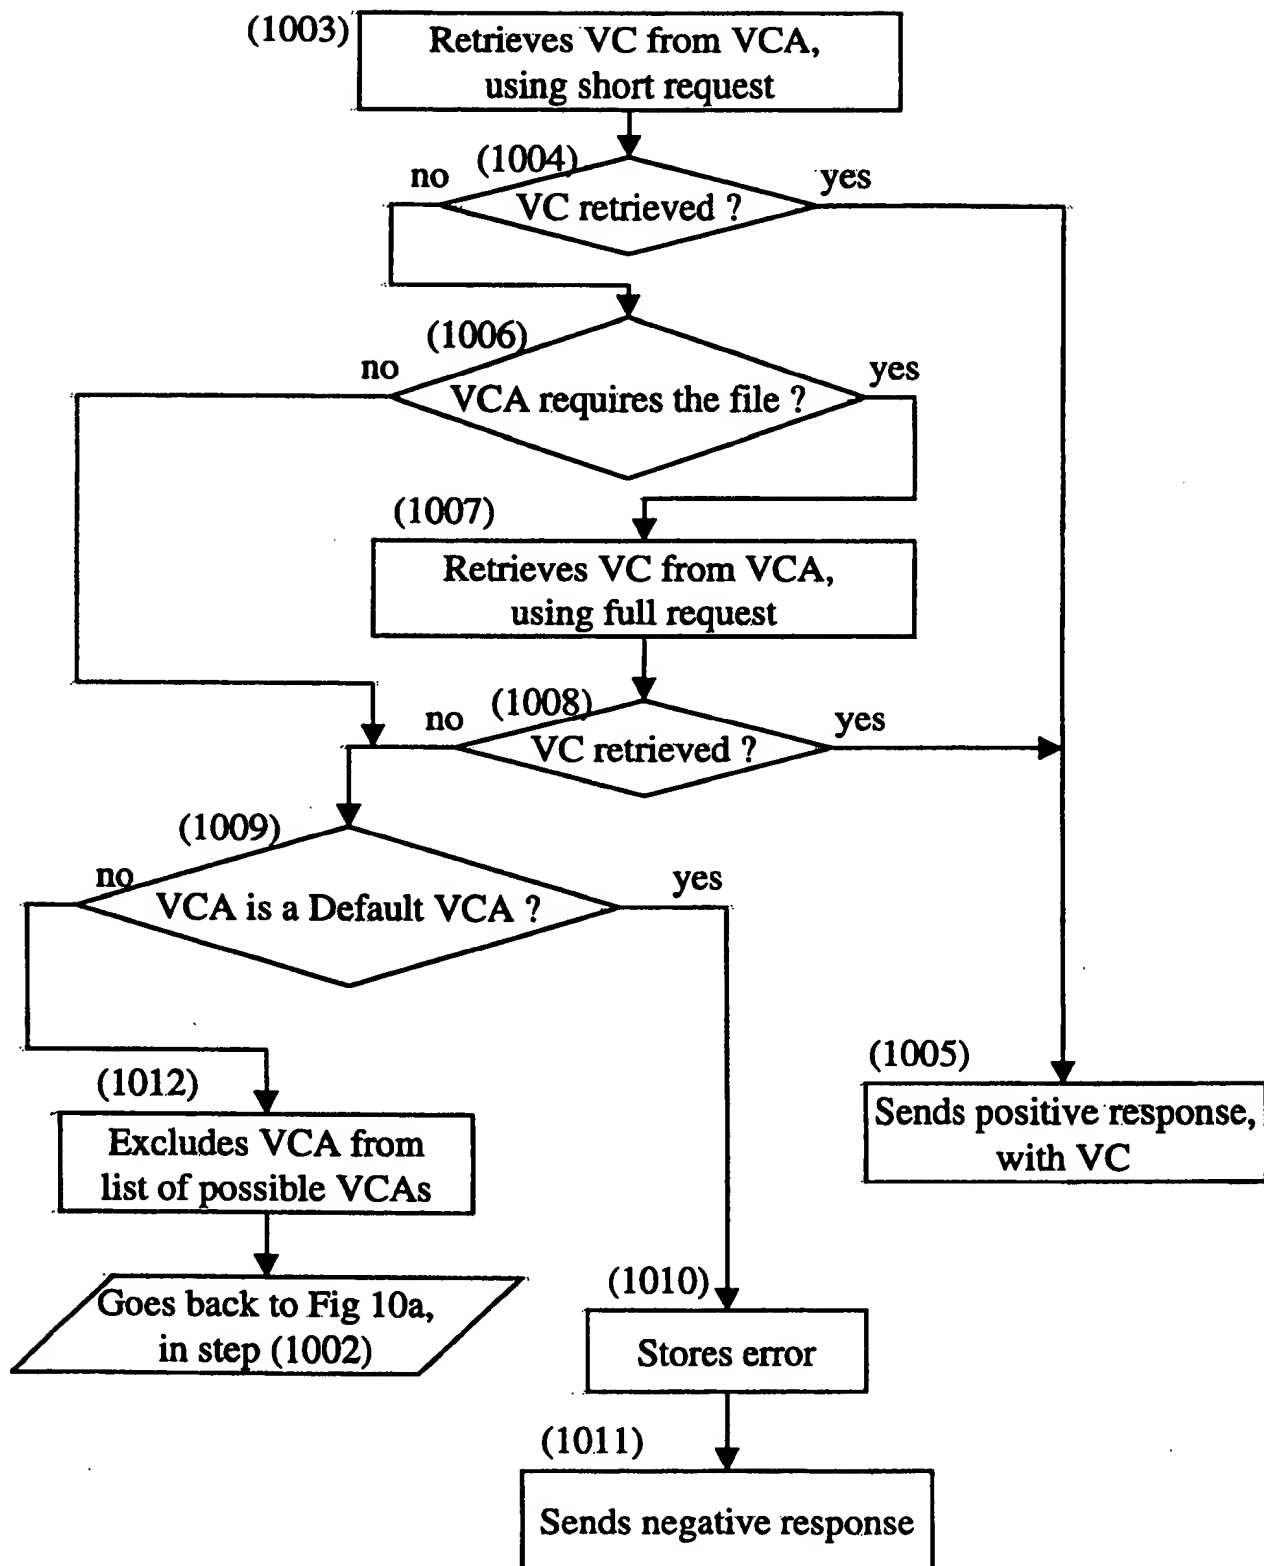 (1003)
Retrieves VC from VCA,
using short request
(1004)
no
yes
VC retrieved ?
(1006)
no
yes
VCA requires the file ?
(1007)
Retrieves VC from VCA,
using full request
(1008)
no
yes
VC retrieved ?
(1009)
no
yes
VCA is a Default VCA ?
(1005)
Sends positive response,
with VC
(1012)
Excludes VCA from
list of possible VCAs
Goes back to Fig 10a,
in step (1002)
(1010)
Stores error
(1011)
Sends negative response